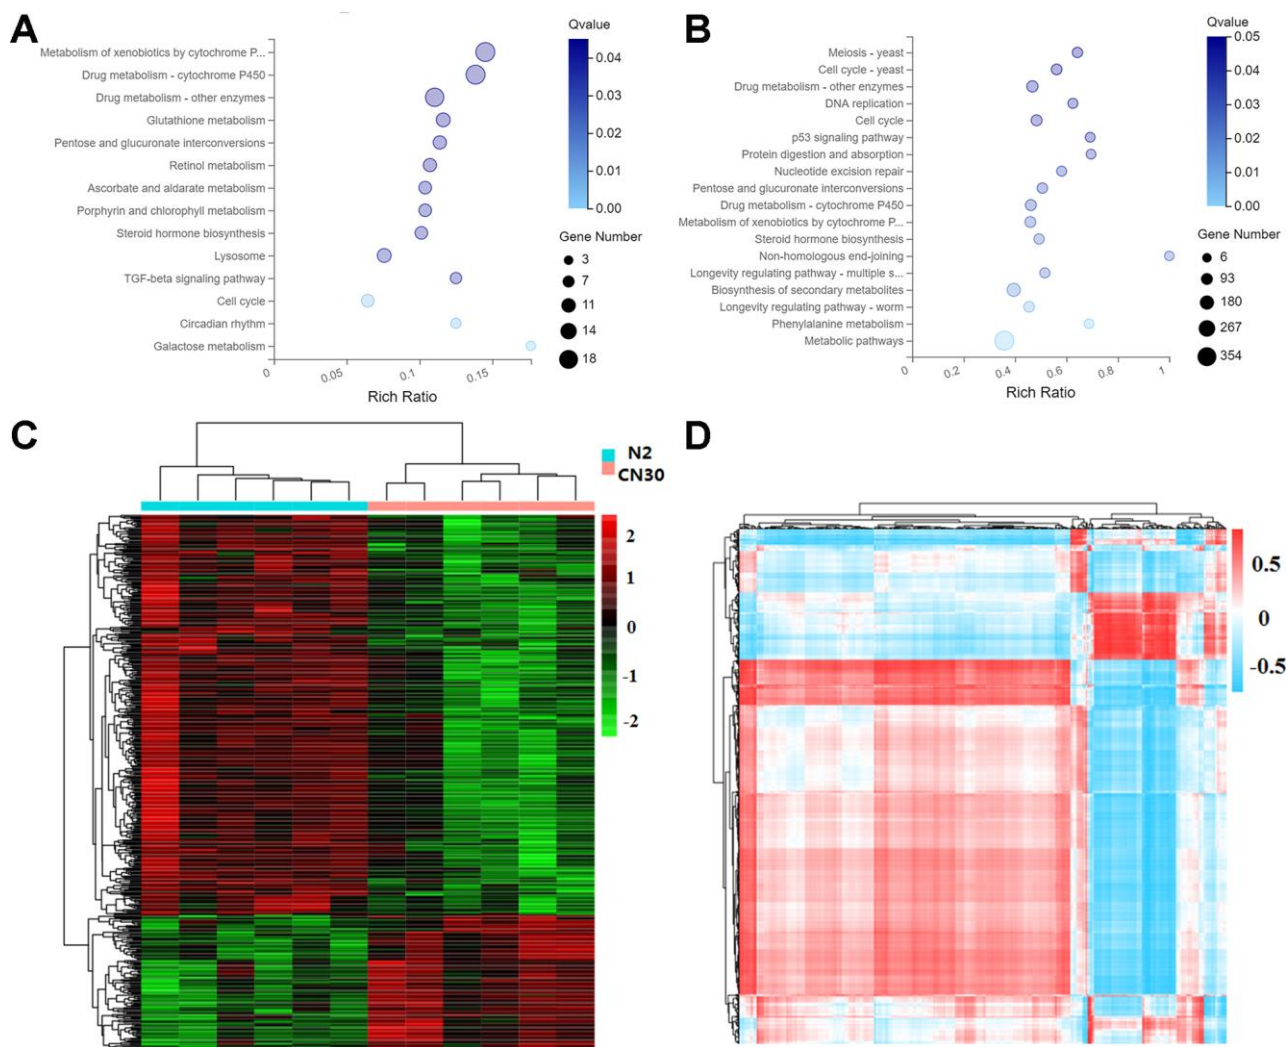 A
Metabolism of xenobiotics by cytochrome P...
Drug metabolism - cytochrome P450
Drug metabolism - other enzymes
Glutathione metabolism
Pentose and glucuronate interconversions
Retinol metabolism
Ascorbate and aldarate metabolism
Porphyrin and chlorophyll metabolism
Steroid hormone biosynthesis
Lysosome
TGF-beta signaling pathway
Cell cycle
Circadian rhythm
Galactose metabolism
0 0.05 0.1 0.15
Rich Ratio
Qvalue
0.04
0.03
0.02
0.01
0.00
Gene Number
3
7
11
14
18
B
Meiosis - yeast
Cell cycle - yeast
Drug metabolism - other enzymes
DNA replication
Cell cycle
p53 signaling pathway
Protein digestion and absorption
Nucleotide excision repair
Pentose and glucuronate interconversions
Drug metabolism - cytochrome P450
Metabolism of xenobiotics by cytochrome P...
Steroid hormone biosynthesis
Non-homologous end-joining
Longevity regulating pathway - multiple s...
Biosynthesis of secondary metabolites
Longevity regulating pathway - worm
Phenylalanine metabolism
Metabolic pathways
0 0.2 0.4 0.6 0.8 1
Rich Ratio
Qvalue
0.05
0.04
0.03
0.02
0.01
0.00
Gene Number
6
93
180
267
354
C
N2
CN30
2
1
0
-1
-2
D
0.5
0
-0.5